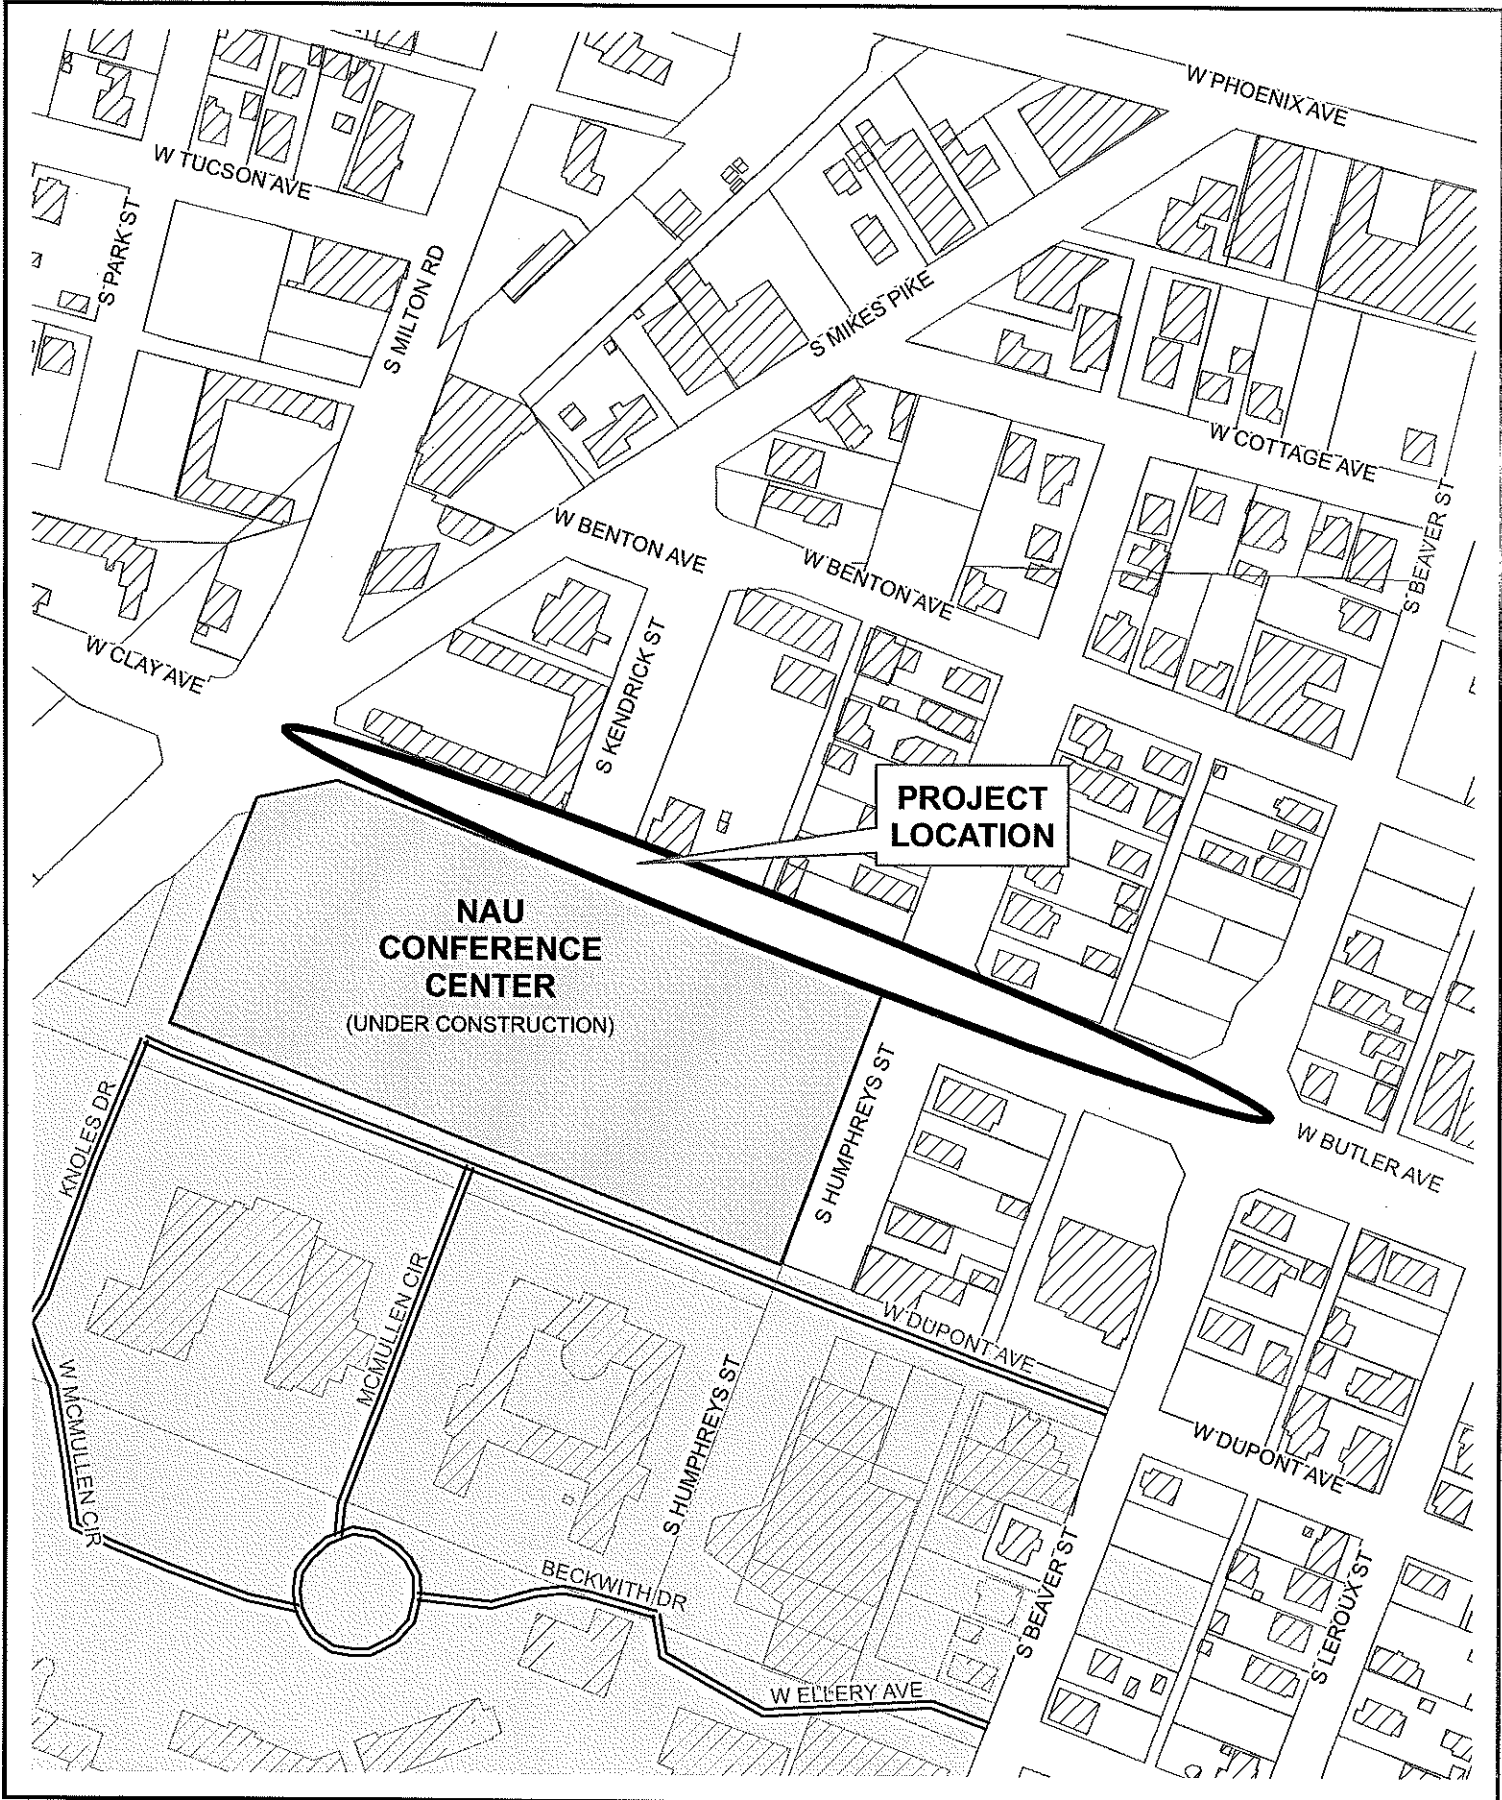 W PHOENIX AVE
W TUCSON AVE
S PARK ST
S MILTON RD
S MIKES PIKE
W COTTAGE AVE
S BEAVER ST
W BENTON AVE
W BENTON AVE
W CLAY AVE
S KENDRICK ST
PROJECT
LOCATION
NAU
CONFERENCE
CENTER
(UNDER CONSTRUCTION)
KNOLES DR
S HUMPHREYS ST
W BUTLER AVE
MCMULLEN CIR
W DUPONT AVE
W MCMULLEN CIR
S HUMPHREYS ST
W DUPONT AVE
BECKWITH DR
S BEAVER ST
S LEROUX ST
W ELLERY AVE